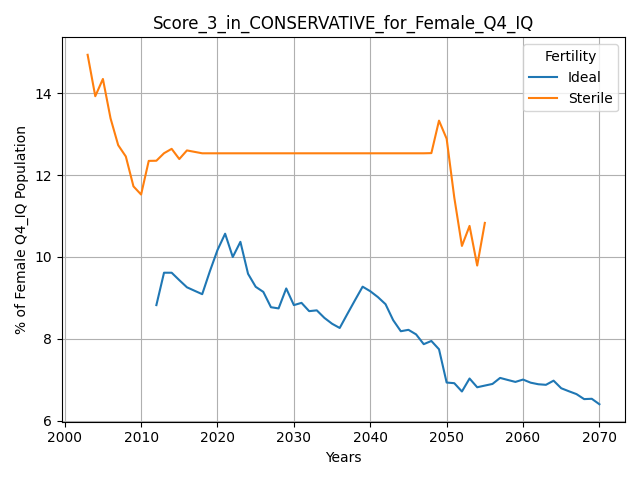 Score_3_in_CONSERVATIVE_for_Female_Q4_IQ
Fertility
Ideal
Sterile
% of Female Q4_IQ Population
14
12
10
8
6
2000 2010 2020 2030 2040 2050 2060 2070
Years